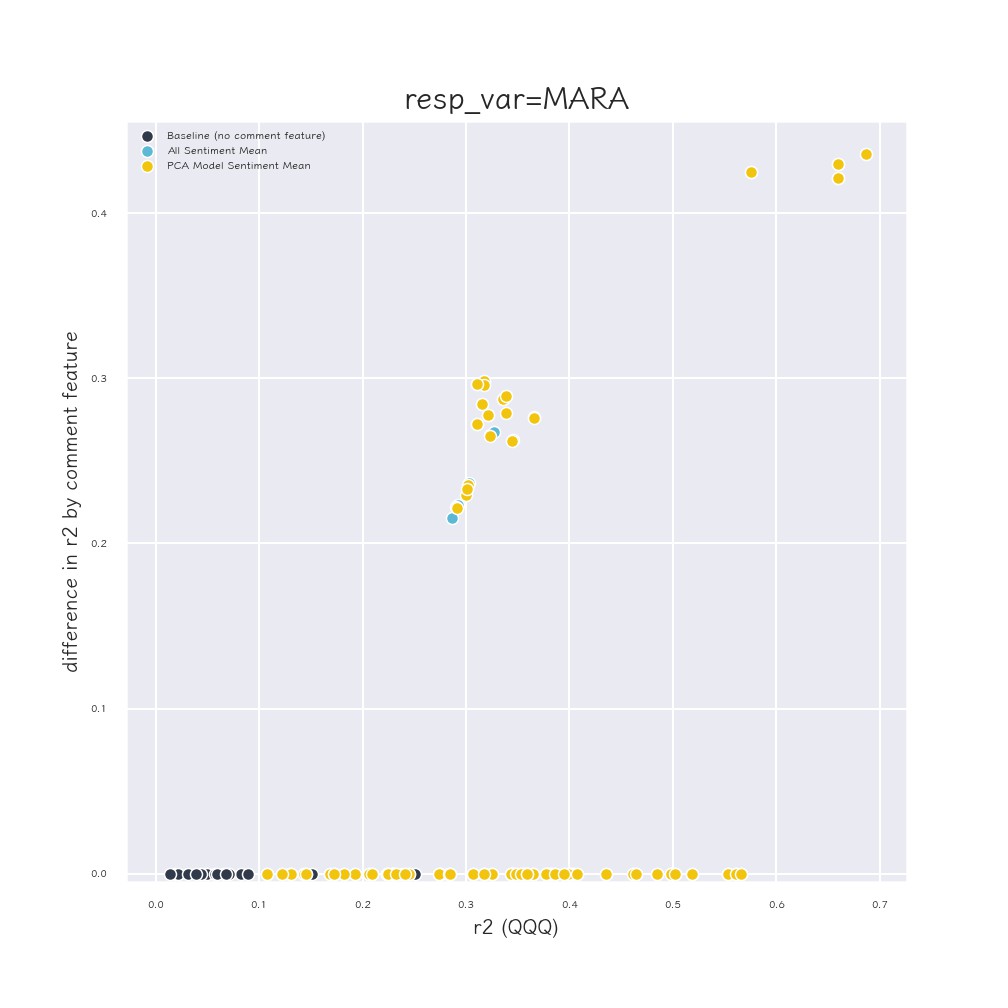 resp_var=MARA
Baseline (no comment feature)
All Sentiment Mean
PCA Model Sentiment Mean
difference in r2 by comment feature
0.4
0.3
0.2
0.1
0.0
0.0 0.1 0.2 0.3 0.4 0.5 0.6 0.7
r2 (QQQ)